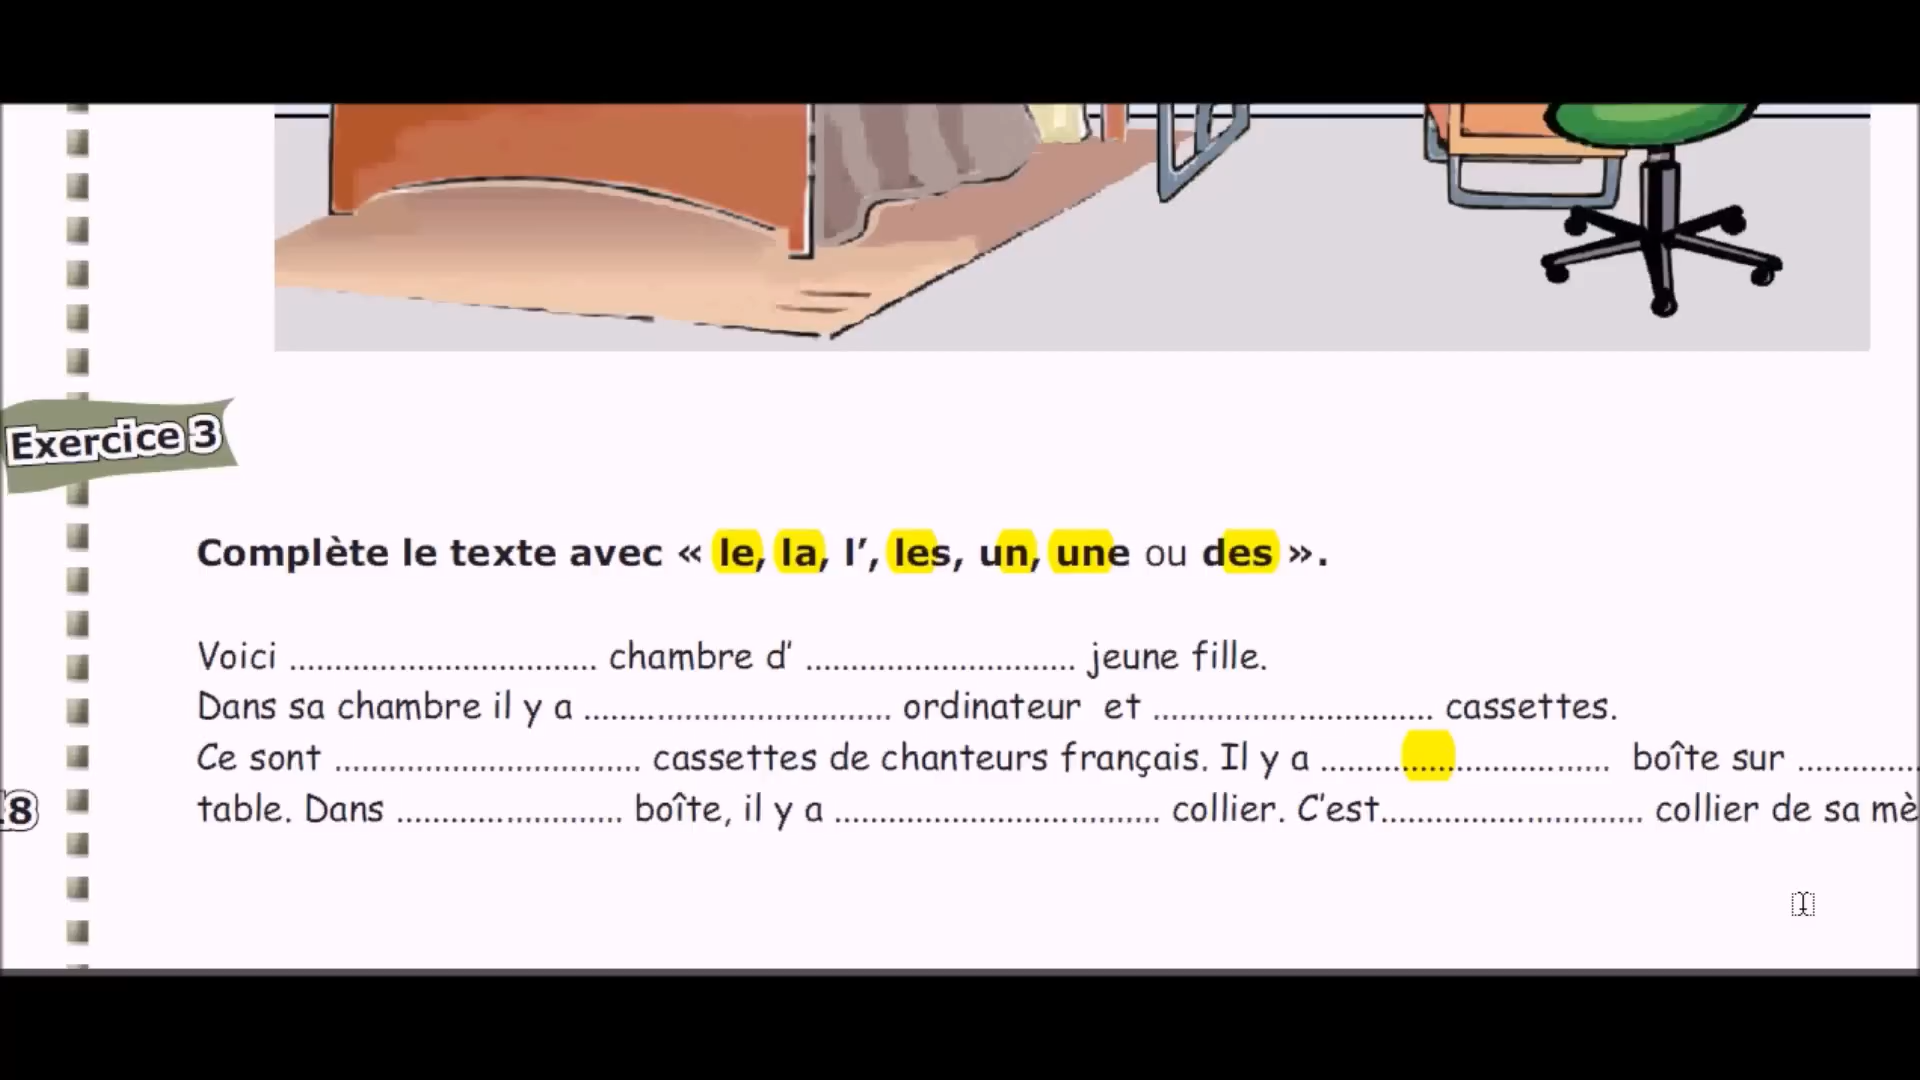 Exercice 3
Complète le texte avec « le, la, l’, les, un, une ou des ».
Voici .................................. chambre d’ .............................. jeune fille.
Dans sa chambre il y a .................................. ordinateur et ............................... cassettes.
Ce sont .................................. cassettes de chanteurs français. Il y a ................................ boîte sur .............
8
table. Dans ......................... boîte, il y a .................................... collier. C’est............................. collier de sa